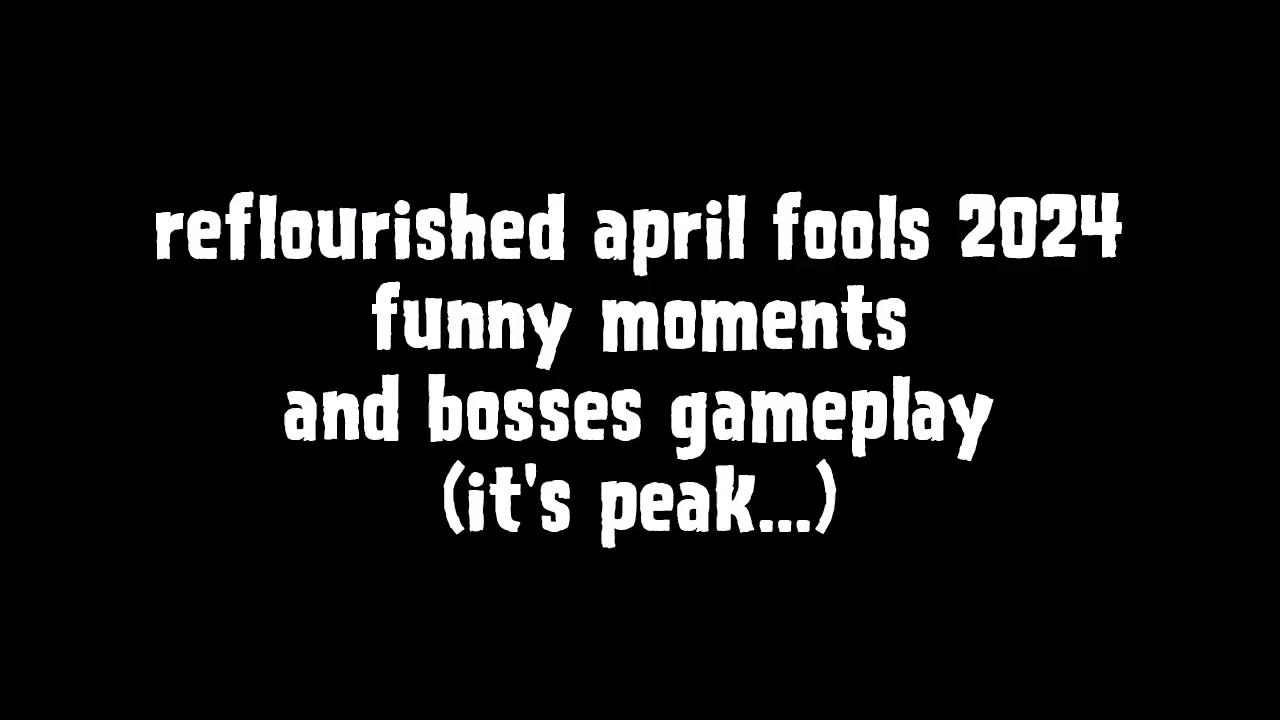 reflourished april fools 2024
funny moments
and bosses gameplay
(it's peak...)